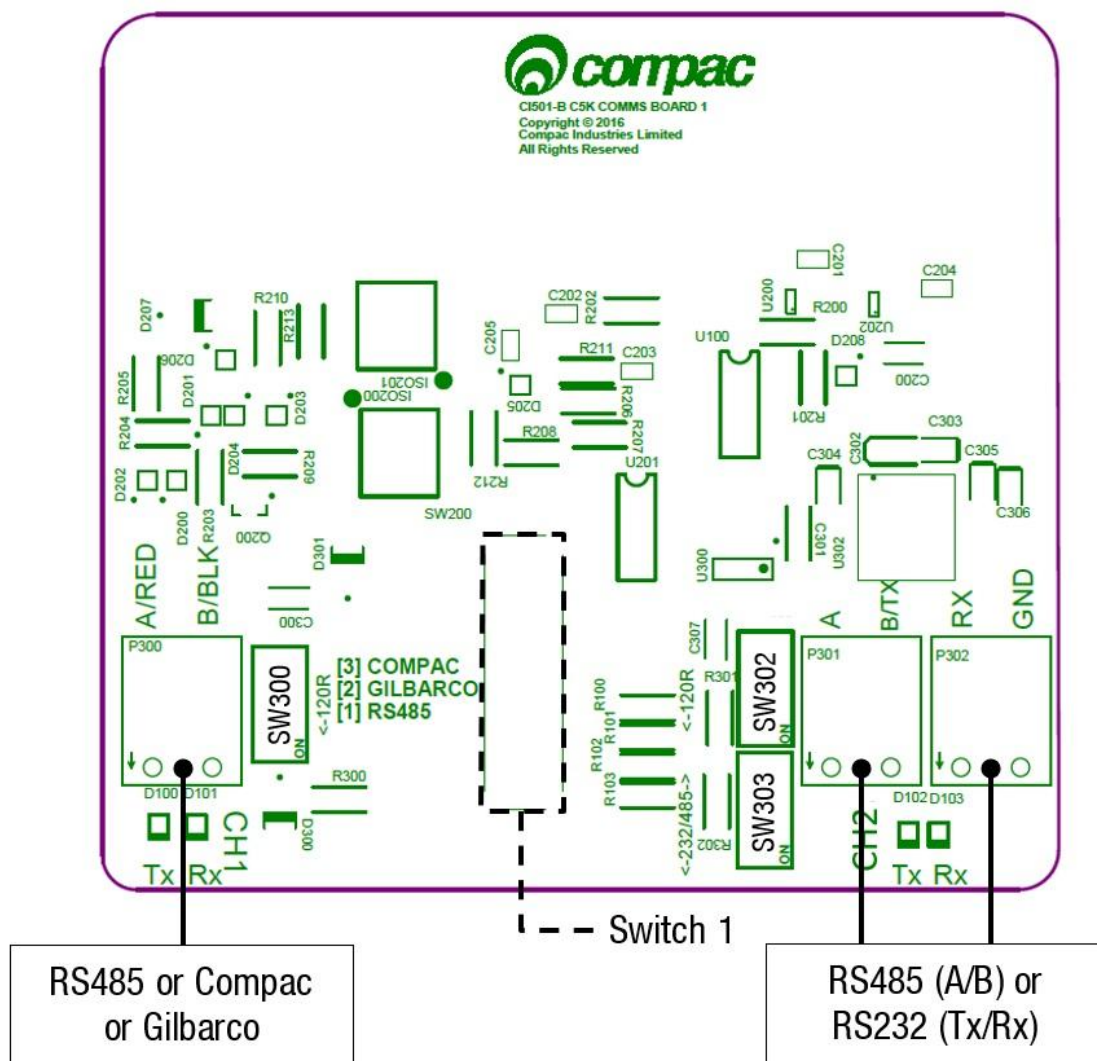 compac
CI501-B C5K COMMS BOARD 1
Copyright © 2016
Compac Industries Limited
All Rights Reserved
C201
C204
D207
R210
R213
C202
R202
U200
R200
U202
C205
U100
D206
R211
C203
D208
R205
D201
ISO201
ISO200
D205
R206
R201
C200
D203
R204
R208
R207
C303
D204
R209
R212
U201
C304
C302
C305
D202
D200
R203
Q200
SW200
C306
D301
U300
C301
U302
A/RED
B/BLK
C300
A
B/TX
RX
GND
P300
SW300
<-120R
[3] COMPAC
[2] GILBARCO
[1] RS485
ON
C307
R301
SW302
ON
P301
P302
R100
R101
R102
R103
<-120R
<-232/485->
R302
SW303
ON
D100
D101
R300
D300
CH1
Tx Rx
D102
D103
CH2
Tx Rx
Switch 1
RS485 or Compac
or Gilbarco
RS485 (A/B) or
RS232 (Tx/Rx)